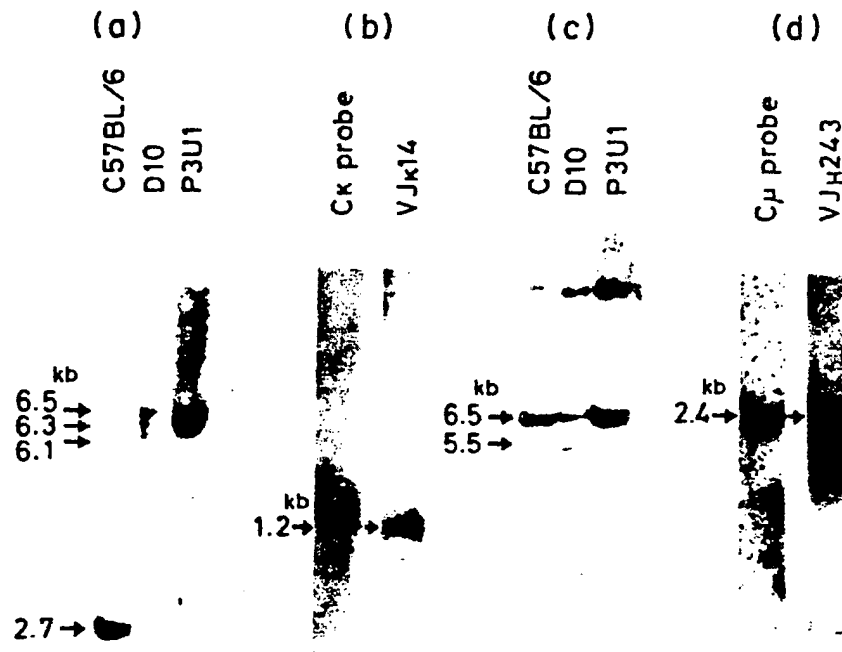 (a)
(b)
(c)
(d)
C57BL/6
D10
P3U1
Cκ probe
VJκ14
C57BL/6
D10
P3U1
Cμ probe
VJH243
kb
6.5
6.3
6.1
2.7
kb
1.2
6.5
5.5
kb
2.4